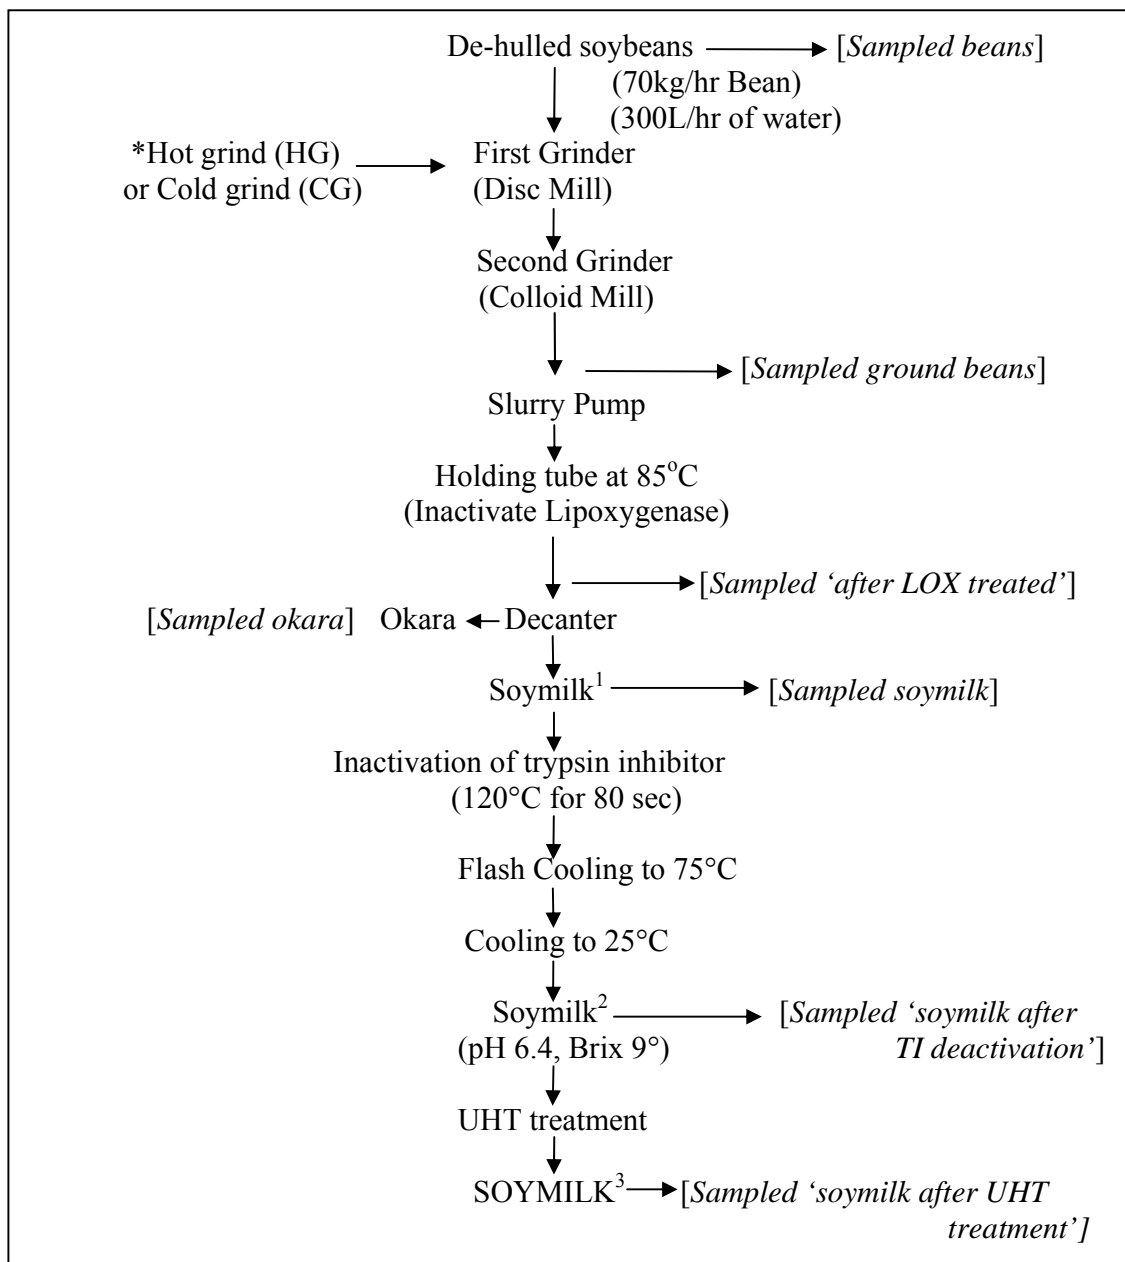 De-hulled soybeans [Sampled beans]
(70kg/hr Bean)
(300L/hr of water)
*Hot grind (HG) First Grinder
or Cold grind (CG) (Disc Mill)
Second Grinder
(Colloid Mill)
[Sampled ground beans]
Slurry Pump
Holding tube at 85°C
(Inactivate Lipoxygenase)
[Sampled ‘after LOX treated’]
[Sampled okara] Okara Decanter
Soymilk¹ [Sampled soymilk]
Inactivation of trypsin inhibitor
(120°C for 80 sec)
Flash Cooling to 75°C
Cooling to 25°C
Soymilk² [Sampled ‘soymilk after
(pH 6.4, Brix 9°) TI deactivation’]
UHT treatment
SOYMILK³ [Sampled ‘soymilk after UHT
treatment’]